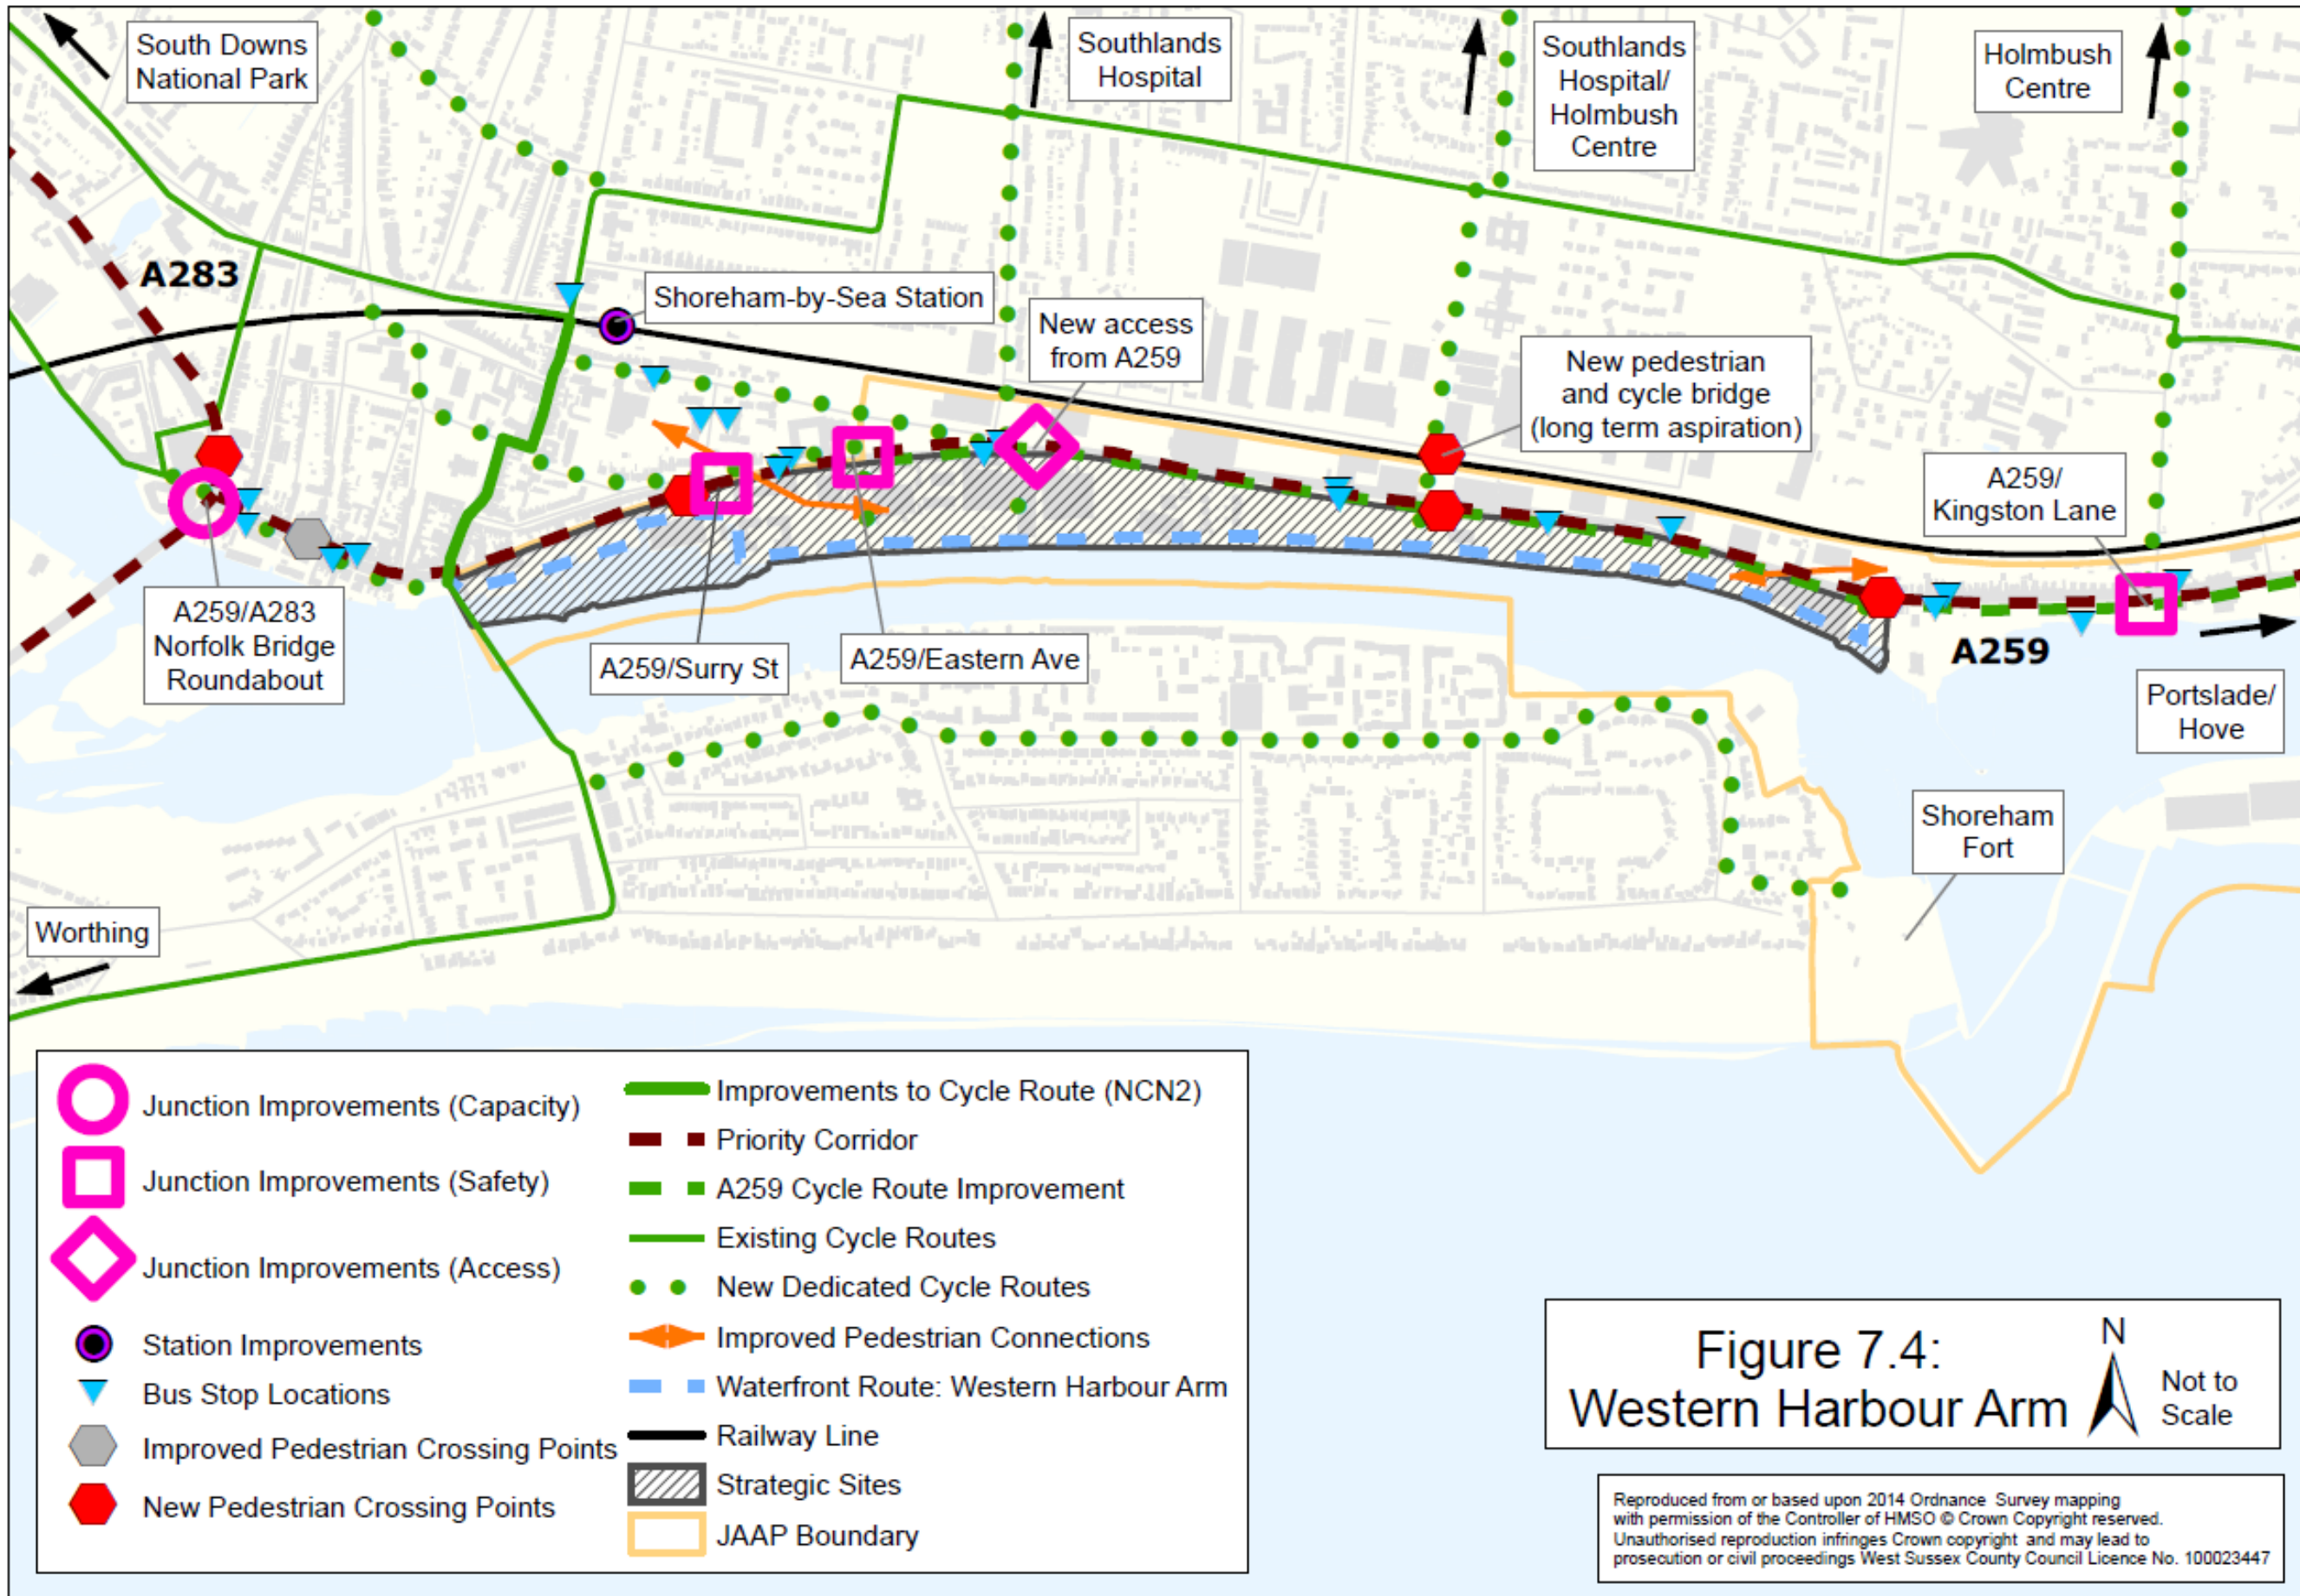 South Downs
National Park
Southlands
Hospital
Southlands
Hospital/
Holmbush
Centre
Holmbush
Centre
A283
Shoreham-by-Sea Station
New access
from A259
New pedestrian
and cycle bridge
(long term aspiration)
A259/
Kingston Lane
A259/A283
Norfolk Bridge
Roundabout
A259/Surry St
A259/Eastern Ave
A259
Portslade/
Hove
Shoreham
Fort
Worthing
Junction Improvements (Capacity)
Junction Improvements (Safety)
Junction Improvements (Access)
Station Improvements
Bus Stop Locations
Improved Pedestrian Crossing Points
New Pedestrian Crossing Points
Improvements to Cycle Route (NCN2)
Priority Corridor
A259 Cycle Route Improvement
Existing Cycle Routes
New Dedicated Cycle Routes
Improved Pedestrian Connections
Waterfront Route: Western Harbour Arm
Railway Line
Strategic Sites
JAAP Boundary
Figure 7.4:
Western Harbour Arm
N
Not to
Scale
Reproduced from or based upon 2014 Ordnance Survey mapping
with permission of the Controller of HMSO © Crown Copyright reserved.
Unauthorised reproduction infringes Crown copyright and may lead to
prosecution or civil proceedings West Sussex County Council Licence No. 100023447